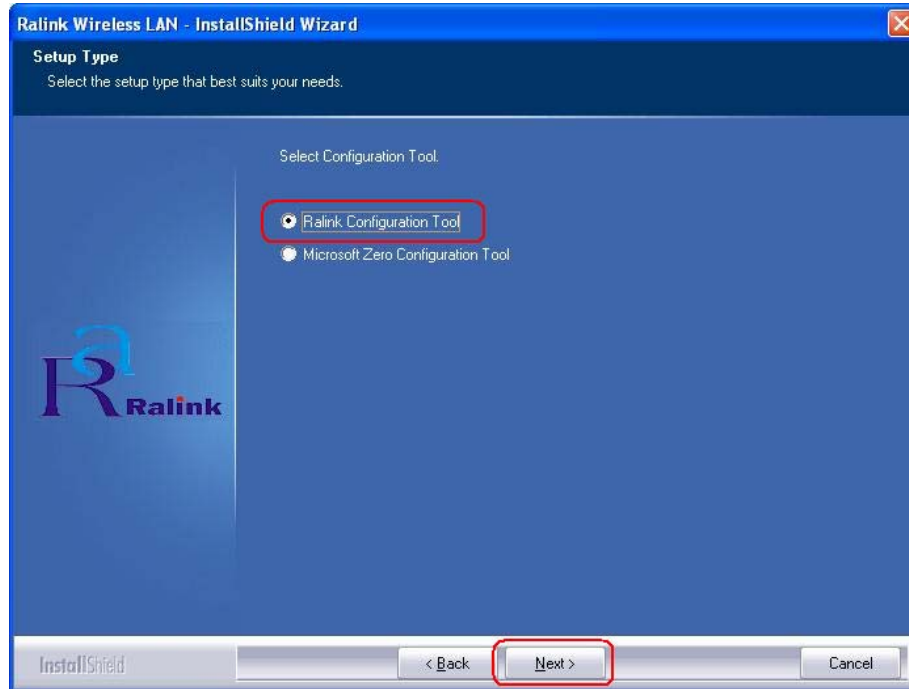 Ralink Wireless LAN - InstallShield Wizard
Setup Type
Select the setup type that best suits your needs.
Select Configuration Tool.
Ralink Configuration Tool
Microsoft Zero Configuration Tool
Ra
Ralink
InstallShield
< Back
Next >
Cancel